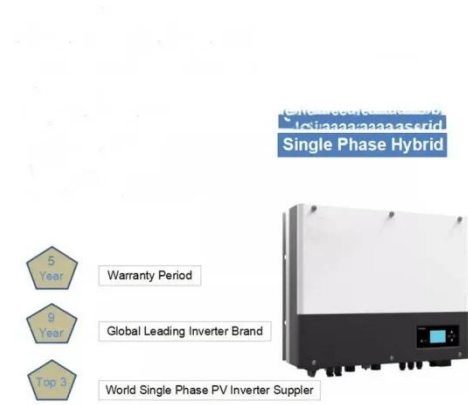 Single Phase Hybrid
5
Year
Warranty Period
9
Year
Global Leading Inverter Brand
Top 3
World Single Phase PV Inverter Suppler